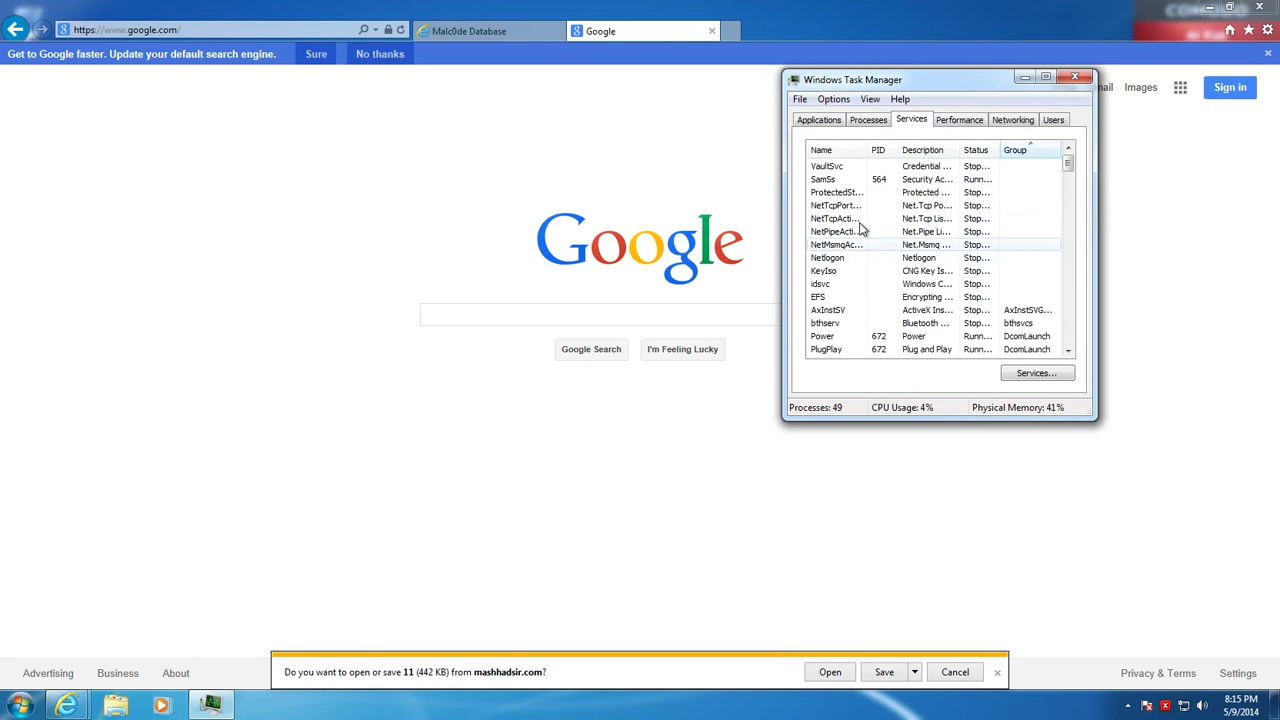 https://www.google.com/
Malc0de Database
Google
Get to Google faster. Update your default search engine.
Sure
No thanks
Images
Sign in
Windows Task Manager
File Options View Help
Applications Processes Services Performance Networking Users
Name PID Description Status Group
VaultSvc Credential ... Stop...
SamSs 564 Security Ac... Runn...
ProtectedSt... Protected ... Stop...
NetTcpPort... Net.Tcp Po... Stop...
NetTcpActi... Net.Tcp Lis... Stop...
NetPipeActi... Net.Pipe Li... Stop...
NetMsmqAc... Net.Msmq ... Stop...
Netlogon Netlogon Stop...
KeyIso CNG Key Is... Stop...
idsvc Windows C... Stop...
EFS Encrypting ... Stop...
AxInstSV ActiveX Ins... Stop... AxInstSVG...
bthserv Bluetooth ... Stop... bthsvcs
Power 672 Power Runn... DcomLaunch
PlugPlay 672 Plug and Play Runn... DcomLaunch
Services...
Processes: 49 CPU Usage: 4% Physical Memory: 41%
Google
Google Search
I'm Feeling Lucky
Advertising Business About
Do you want to open or save 11 (442 KB) from mashhadsir.com?
Open Save Cancel
Privacy & Terms Settings
8:15 PM
5/9/2014